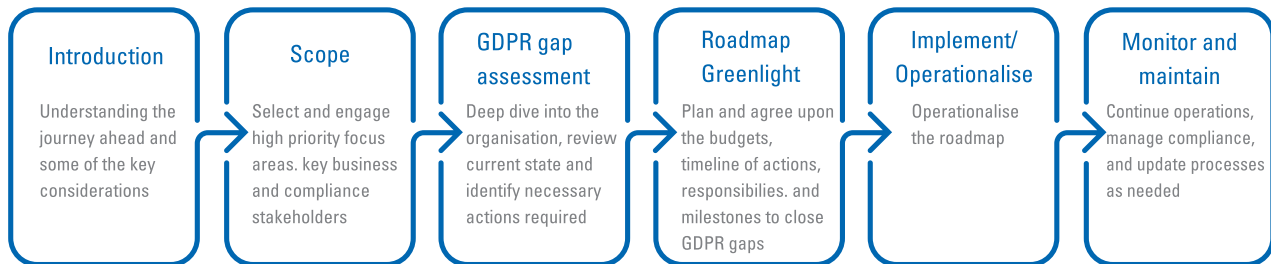 Introduction
Understanding the
journey ahead and
some of the key
considerations
Scope
Select and engage
high priority focus
areas. key business
and compliance
stakeholders
GDPR gap
assessment
Deep dive into the
organisation, review
current state and
identify necessary
actions required
Roadmap
Greenlight
Plan and agree upon
the budgets,
timeline of actions,
responsibilies. and
milestones to close
GDPR gaps
Implement/
Operationalise
Operationalise
the roadmap
Monitor and
maintain
Continue operations,
manage compliance,
and update processes
as needed